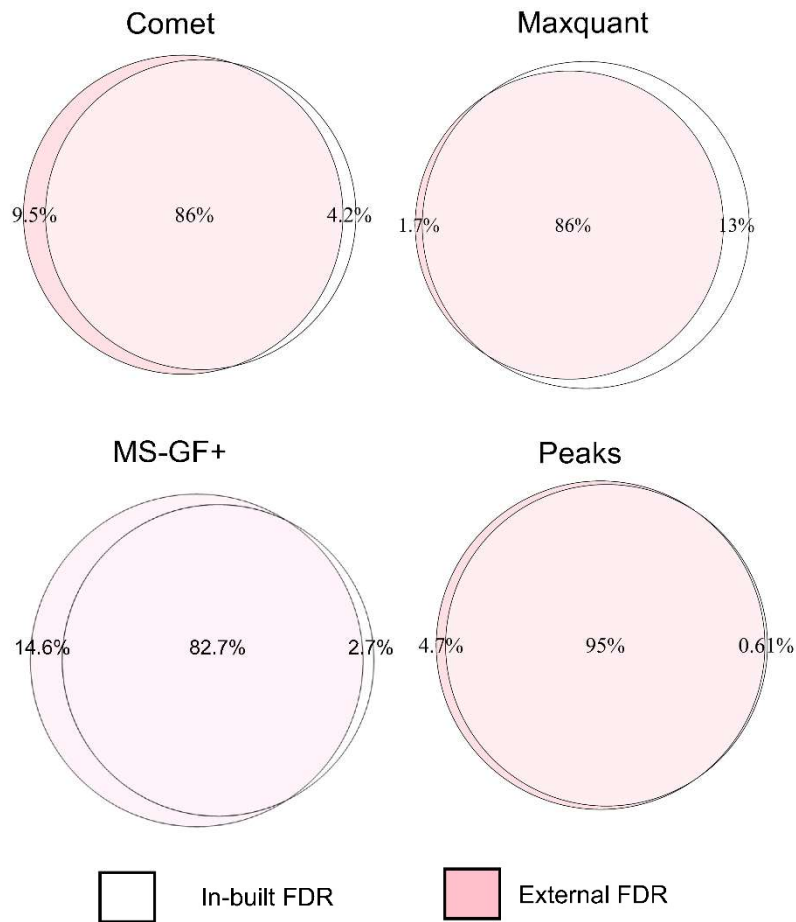 Comet
Maxquant
9.5% 86% 4.2%
1.7% 86% 13%
MS-GF+
Peaks
14.6% 82.7% 2.7%
4.7% 95% 0.61%
In-built FDR
External FDR